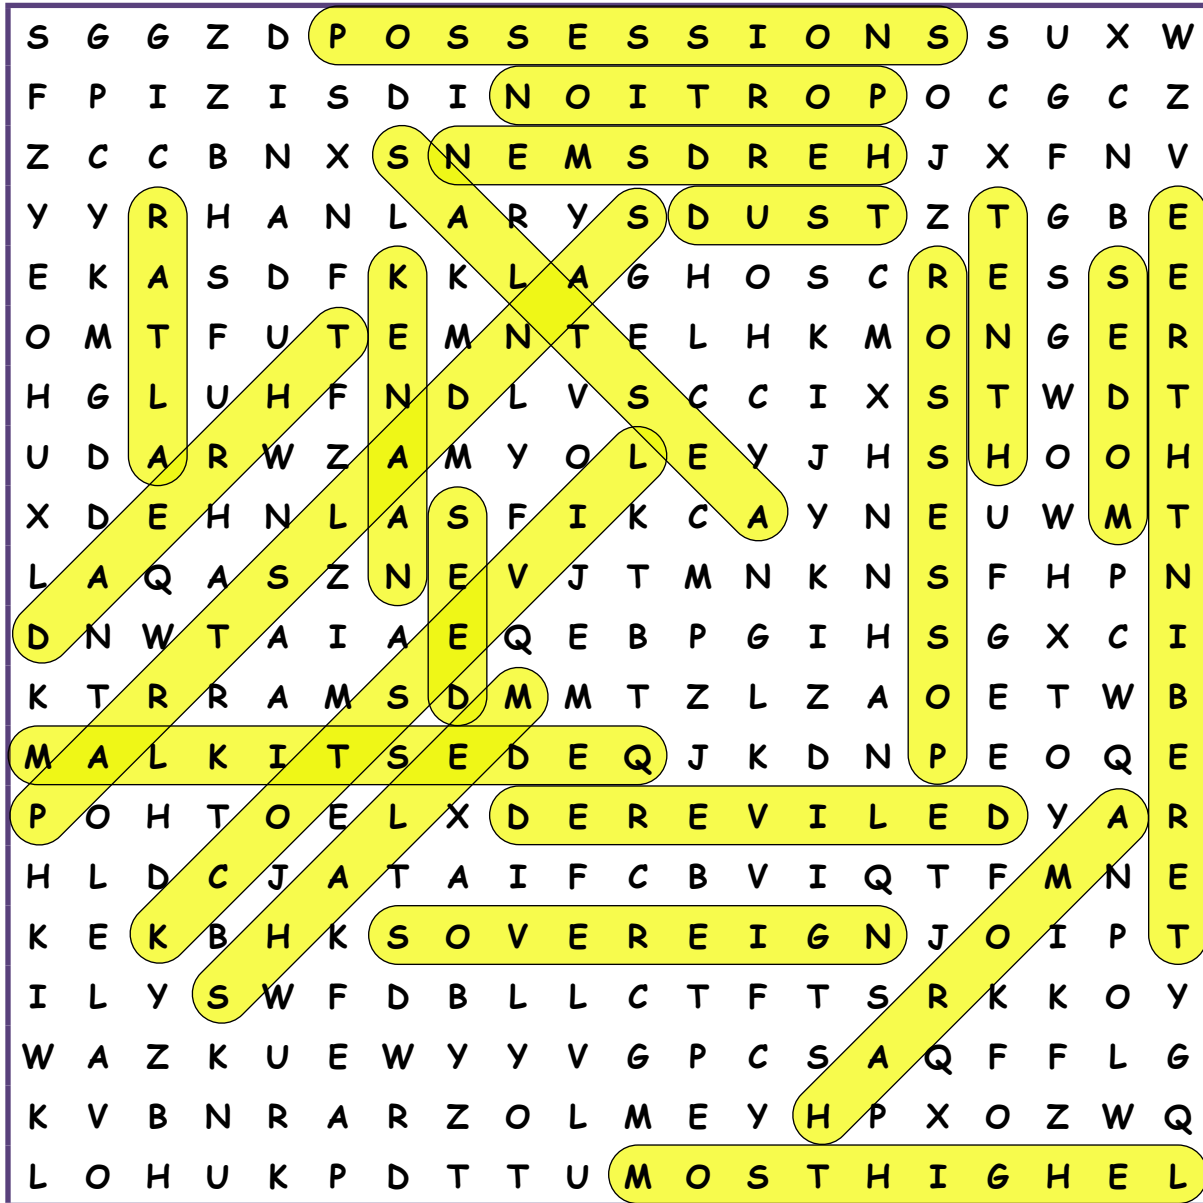 S G G Z D P O S S E S S I O N S S U X W
F P I Z I S D I N O I T R O P O C G C Z
Z C C B N X S N E M S D R E H J X F N V
Y Y R H A N L A R Y S D U S T Z T G B E
E K A S D F K K L A G H O S C R E S S E
O M T F U T E M N T E L H K M O N G E R
H G L U H F N D L V S C C I X S T W D T
U D A R W Z A M Y O L E Y J H S H O O H
X D E H N L A S F I K C A Y N E U W M T
L A Q A S Z N E V J T M N K N S F H P N
D N W T A I A E Q E B P G I H S G X C I
K T R R A M S D M M T Z L Z A O E T W B
M A L K I T S E D E Q J K D N P E O Q E
P O H T O E L X D E R E V I L E D Y A R
H L D C J A T A I F C B V I Q T F M N E
K E K B H K S O V E R E I G N J O I P T
I L Y S W F D B L L C T F T S R K K O Y
W A Z K U E W Y Y V G P C S A Q F F L G
K V B N R A R Z O L M E Y H P X O Z W Q
L O H U K P D T T U M O S T H I G H E L